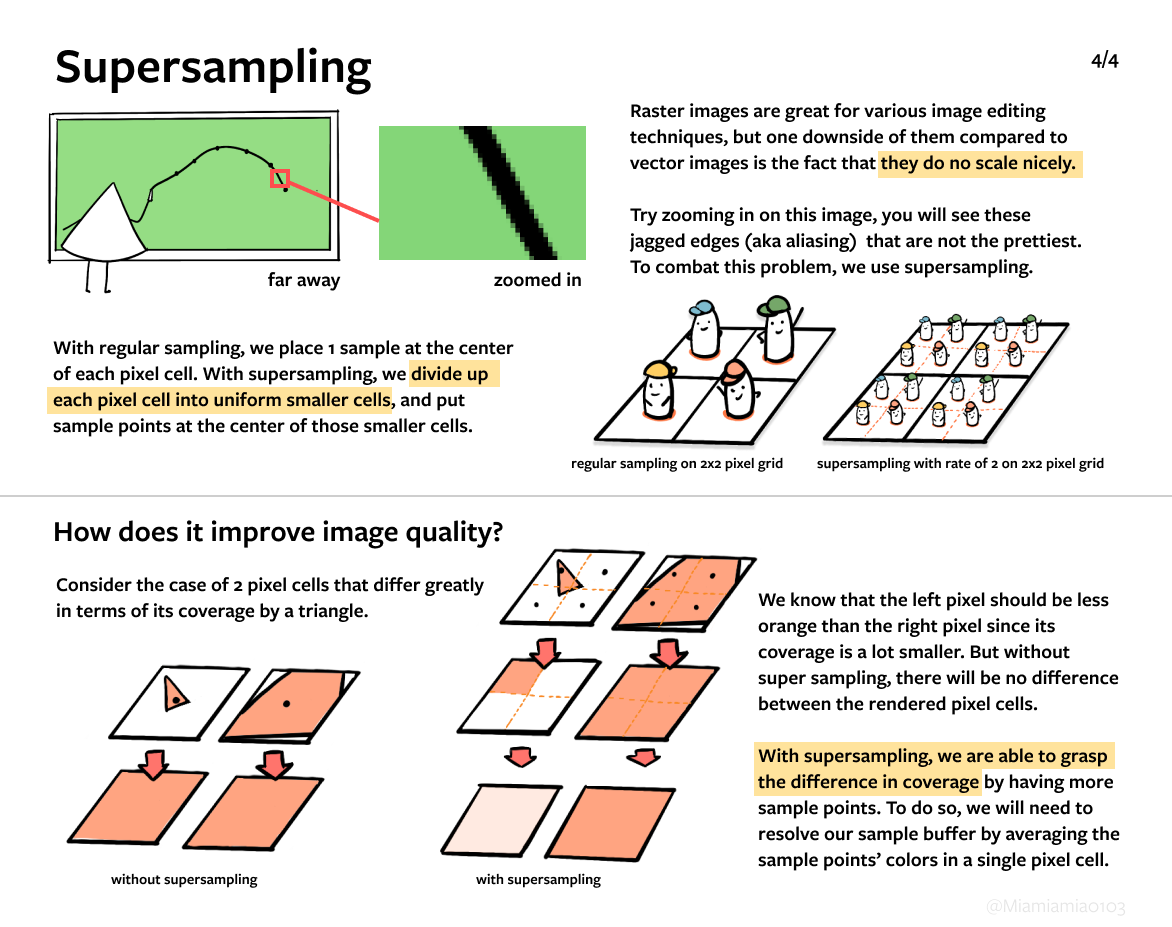 Supersampling
4/4
far away
zoomed in
Raster images are great for various image editing
techniques, but one downside of them compared to
vector images is the fact that they do no scale nicely.
Try zooming in on this image, you will see these
jagged edges (aka aliasing)  that are not the prettiest.
To combat this problem, we use supersampling.
With regular sampling, we place 1 sample at the center
of each pixel cell. With supersampling, we divide up
each pixel cell into uniform smaller cells, and put
sample points at the center of those smaller cells.
regular sampling on 2x2 pixel grid
supersampling with rate of 2 on 2x2 pixel grid
How does it improve image quality?
Consider the case of 2 pixel cells that differ greatly
in terms of its coverage by a triangle.
without supersampling
with supersampling
We know that the left pixel should be less
orange than the right pixel since its
coverage is a lot smaller. But without
super sampling, there will be no difference
between the rendered pixel cells.
With supersampling, we are able to grasp
the difference in coverage by having more
sample points. To do so, we will need to
resolve our sample buffer by averaging the
sample points’ colors in a single pixel cell.
@Miamiamia0103